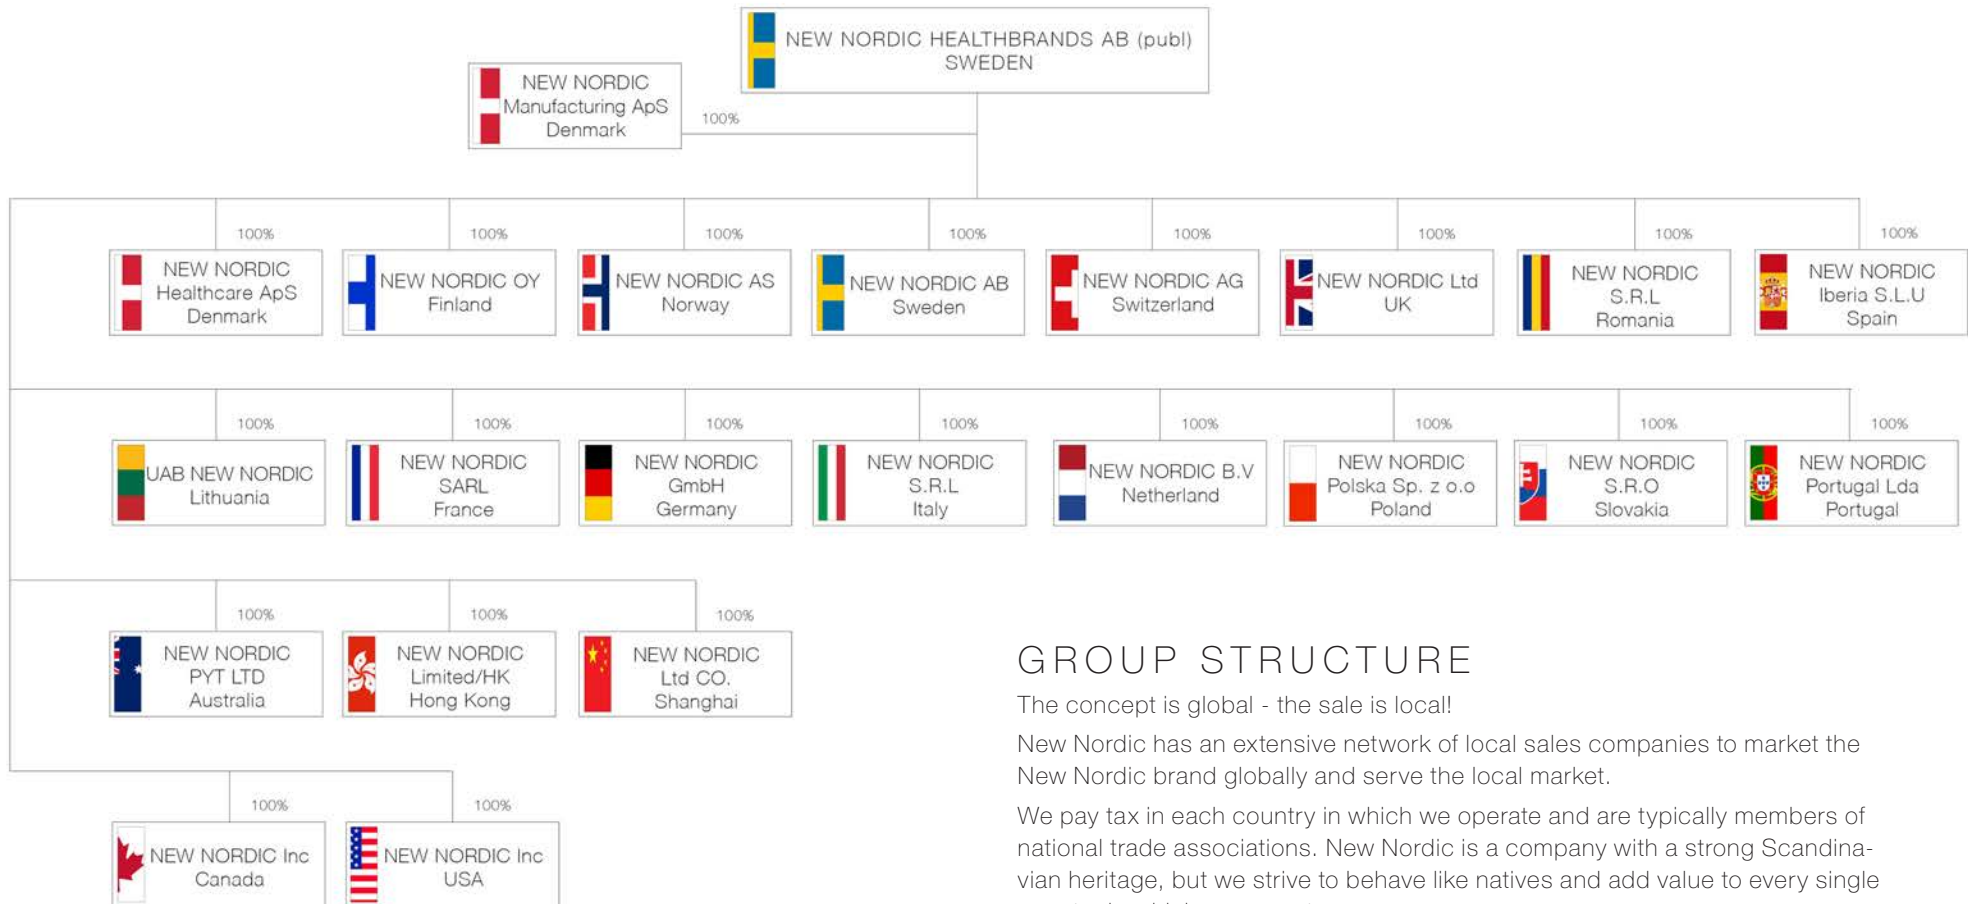 NEW NORDIC HEALTHBRANDS AB (publ)
SWEDEN
NEW NORDIC
Manufacturing ApS
Denmark
100%
100%
100%
100%
100%
100%
100%
100%
100%
NEW NORDIC
Healthcare ApS
Denmark
NEW NORDIC OY
Finland
NEW NORDIC AS
Norway
NEW NORDIC AB
Sweden
NEW NORDIC AG
Switzerland
NEW NORDIC Ltd
UK
NEW NORDIC
S.R.L
Romania
NEW NORDIC
Iberia S.L.U
Spain
100%
100%
100%
100%
100%
100%
100%
100%
UAB NEW NORDIC
Lithuania
NEW NORDIC
SARL
France
NEW NORDIC
GmbH
Germany
NEW NORDIC
S.R.L
Italy
NEW NORDIC B.V
Netherland
NEW NORDIC
Polska Sp. z o.o
Poland
NEW NORDIC
S.R.O
Slovakia
NEW NORDIC
Portugal Lda
Portugal
100%
100%
100%
NEW NORDIC
PYT LTD
Australia
NEW NORDIC
Limited/HK
Hong Kong
NEW NORDIC
Ltd CO.
Shanghai
100%
100%
NEW NORDIC Inc
Canada
NEW NORDIC Inc
USA
GROUP STRUCTURE
The concept is global - the sale is local!
New Nordic has an extensive network of local sales companies to market the
New Nordic brand globally and serve the local market.
We pay tax in each country in which we operate and are typically members of
national trade associations. New Nordic is a company with a strong Scandina-
vian heritage, but we strive to behave like natives and add value to every single